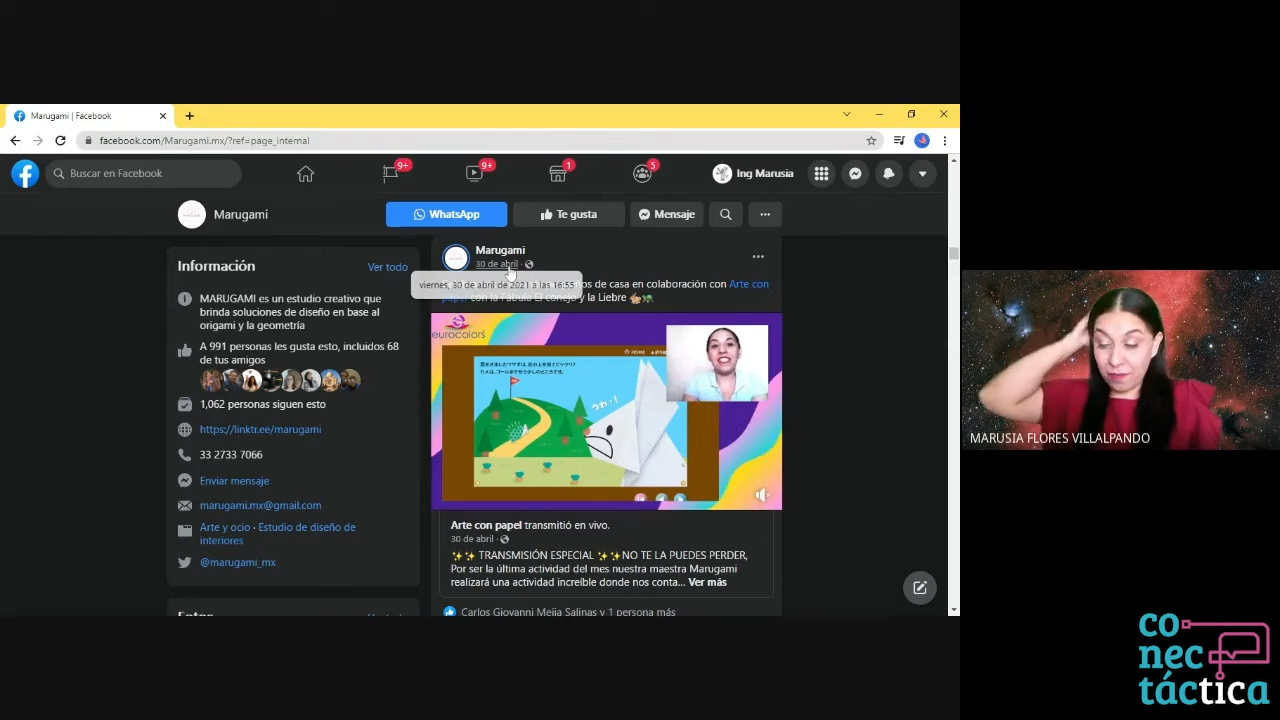 Marugami | Facebook
facebook.com/Marugami.mx/?ref=page_internal
Buscar en Facebook
9+
9+
1
5
Ing Marusia
Marugami
WhatsApp
Te gusta
Mensaje
Información
Ver todo
MARUGAMI es un estudio creativo que
brinda soluciones de diseño en base al
origami y la geometría
A 991 personas les gusta esto, incluidos 68
de tus amigos
1,062 personas siguen esto
https://linktr.ee/marugami
33 2733 7066
Enviar mensaje
marugami.mx@gmail.com
Arte y ocio · Estudio de diseño de
interiores
@marugami_mx
Marugami
30 de abril ·
viernes, 30 de abril de 2021 a las
de casa en colaboración con Arte con
papel con la Fabula El conejo y la Liebre
eurocolors
HOME
Arte con papel transmitió en vivo.
30 de abril ·
✨✨ TRANSMISIÓN ESPECIAL ✨✨NO TE LA PUEDES PERDER,
Por ser la última actividad del mes nuestra maestra Marugami
realizará una actividad increíble donde nos conta... Ver más
Carlos Giovanni Mejia Salinas y 1 persona más
MARUSIA FLORES VILLALPANDO
co
nec
táctica